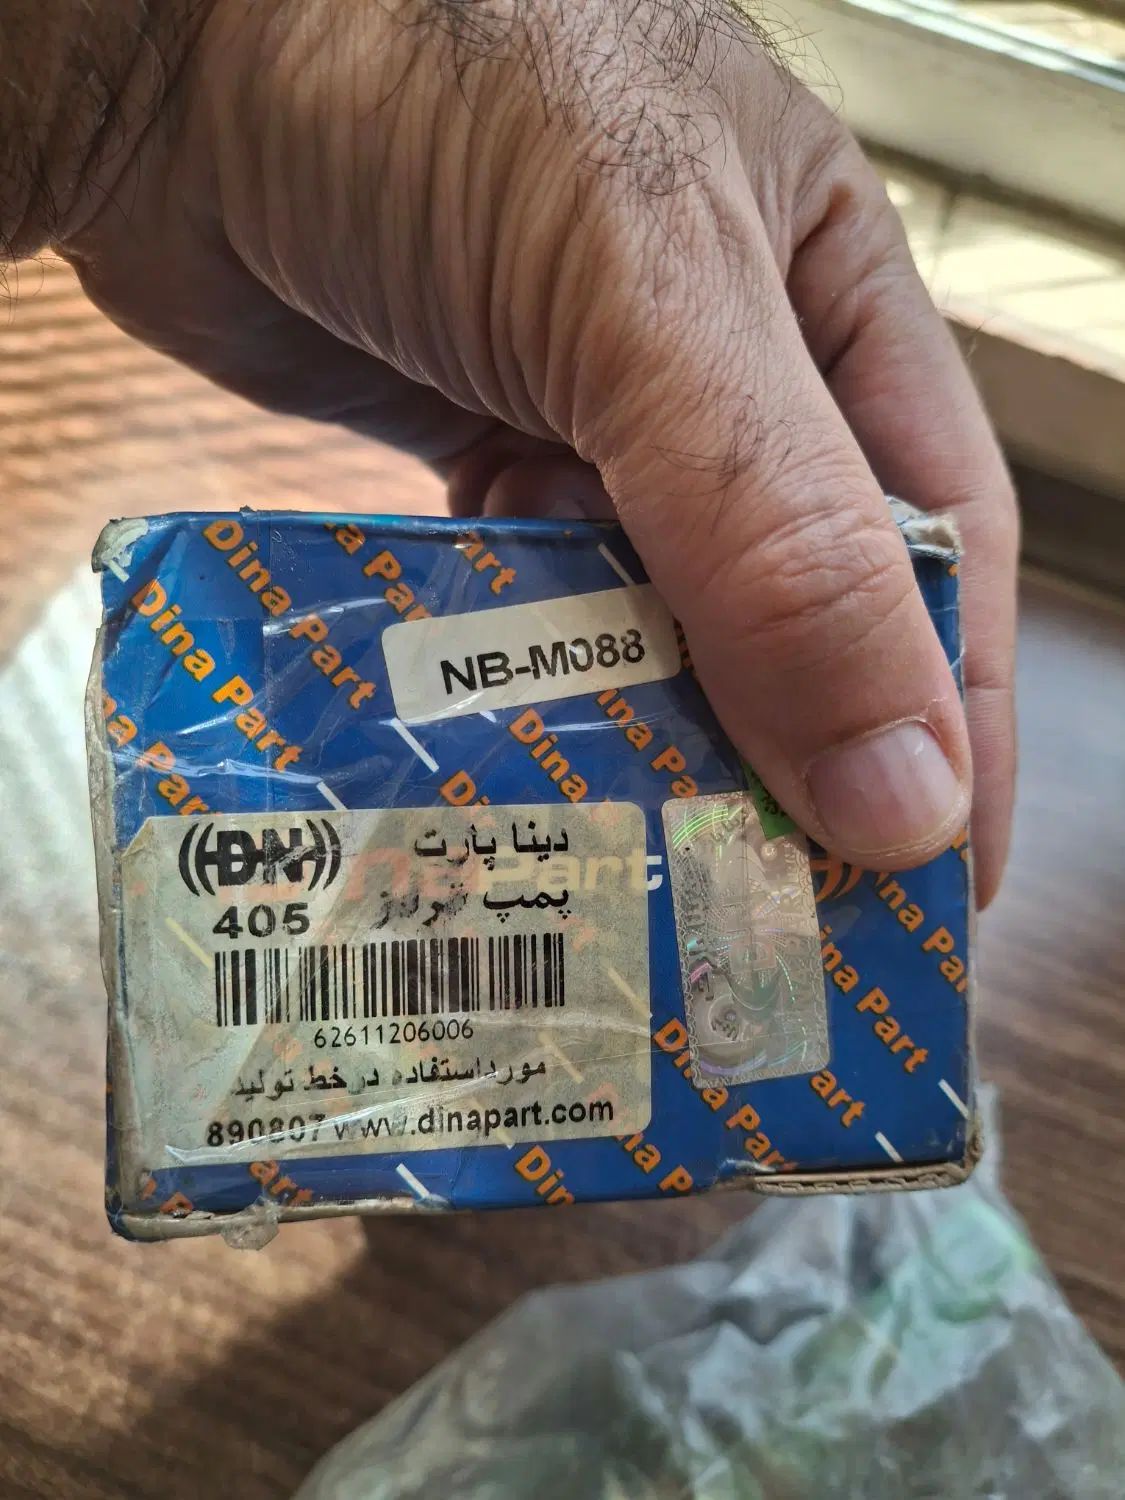 NB-M088
((DN)) دینا پارت
405 پمپ ترمز
62611206006
مورد استفاده در خط تولید
890807 www.dinapart.com
Dina Part